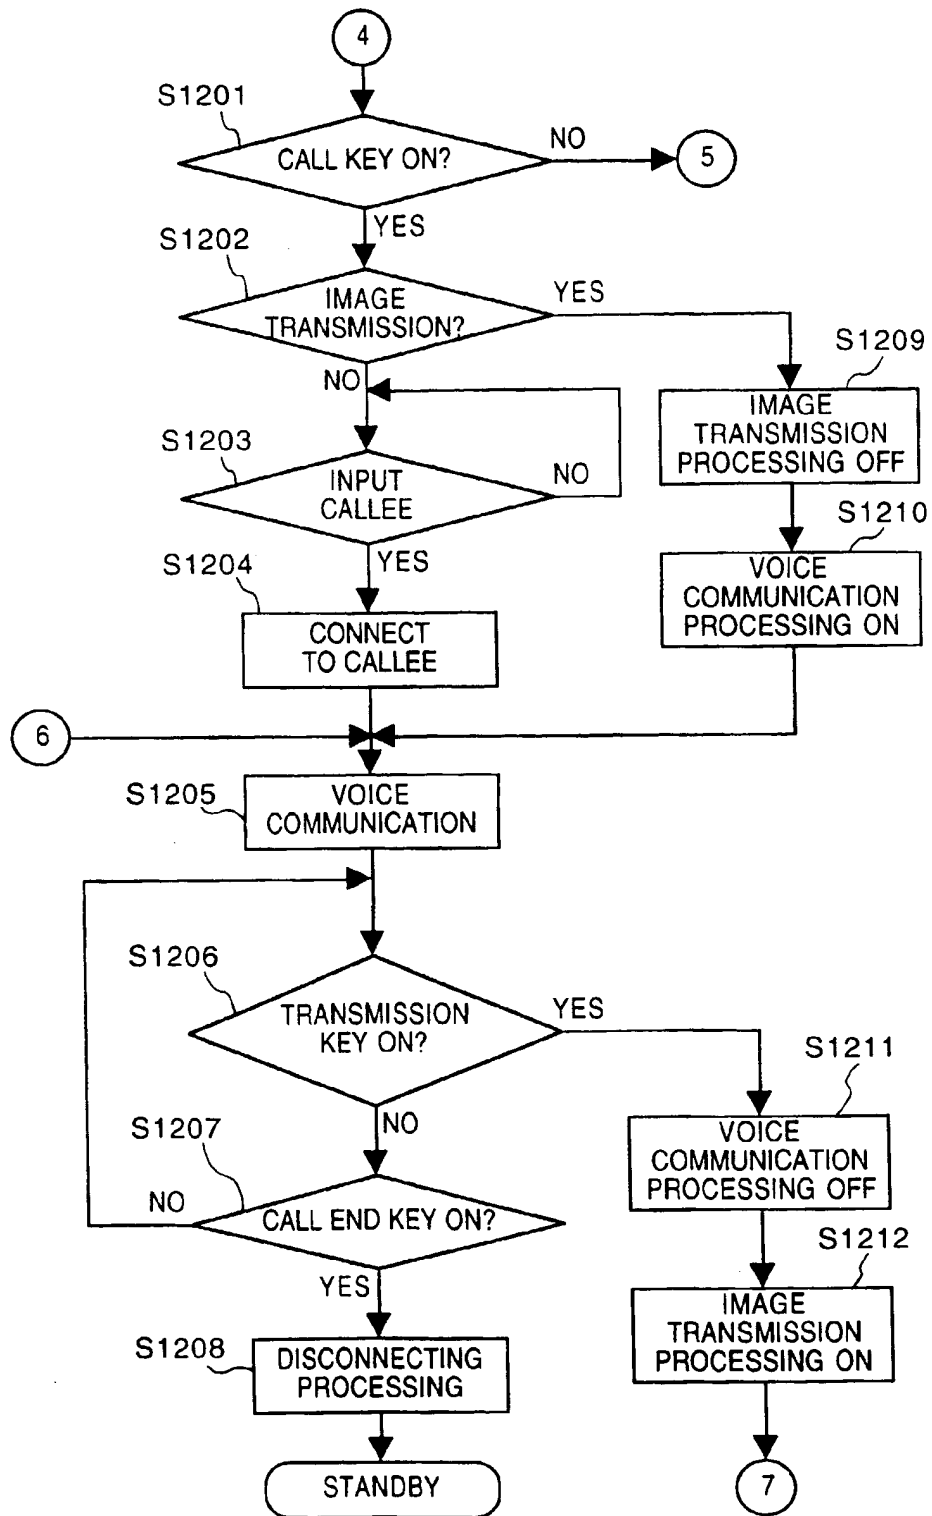 4
S1201
CALL KEY ON?
NO
5
YES
S1202
IMAGE
TRANSMISSION?
YES
NO
S1209
IMAGE
TRANSMISSION
PROCESSING OFF
S1203
INPUT
CALLEE
NO
YES
S1210
VOICE
COMMUNICATION
PROCESSING ON
S1204
CONNECT
TO CALLEE
6
S1205
VOICE
COMMUNICATION
S1206
TRANSMISSION
KEY ON?
YES
NO
S1211
VOICE
COMMUNICATION
PROCESSING OFF
S1207
CALL END KEY ON?
NO
YES
S1212
IMAGE
TRANSMISSION
PROCESSING ON
S1208
DISCONNECTING
PROCESSING
STANDBY
7